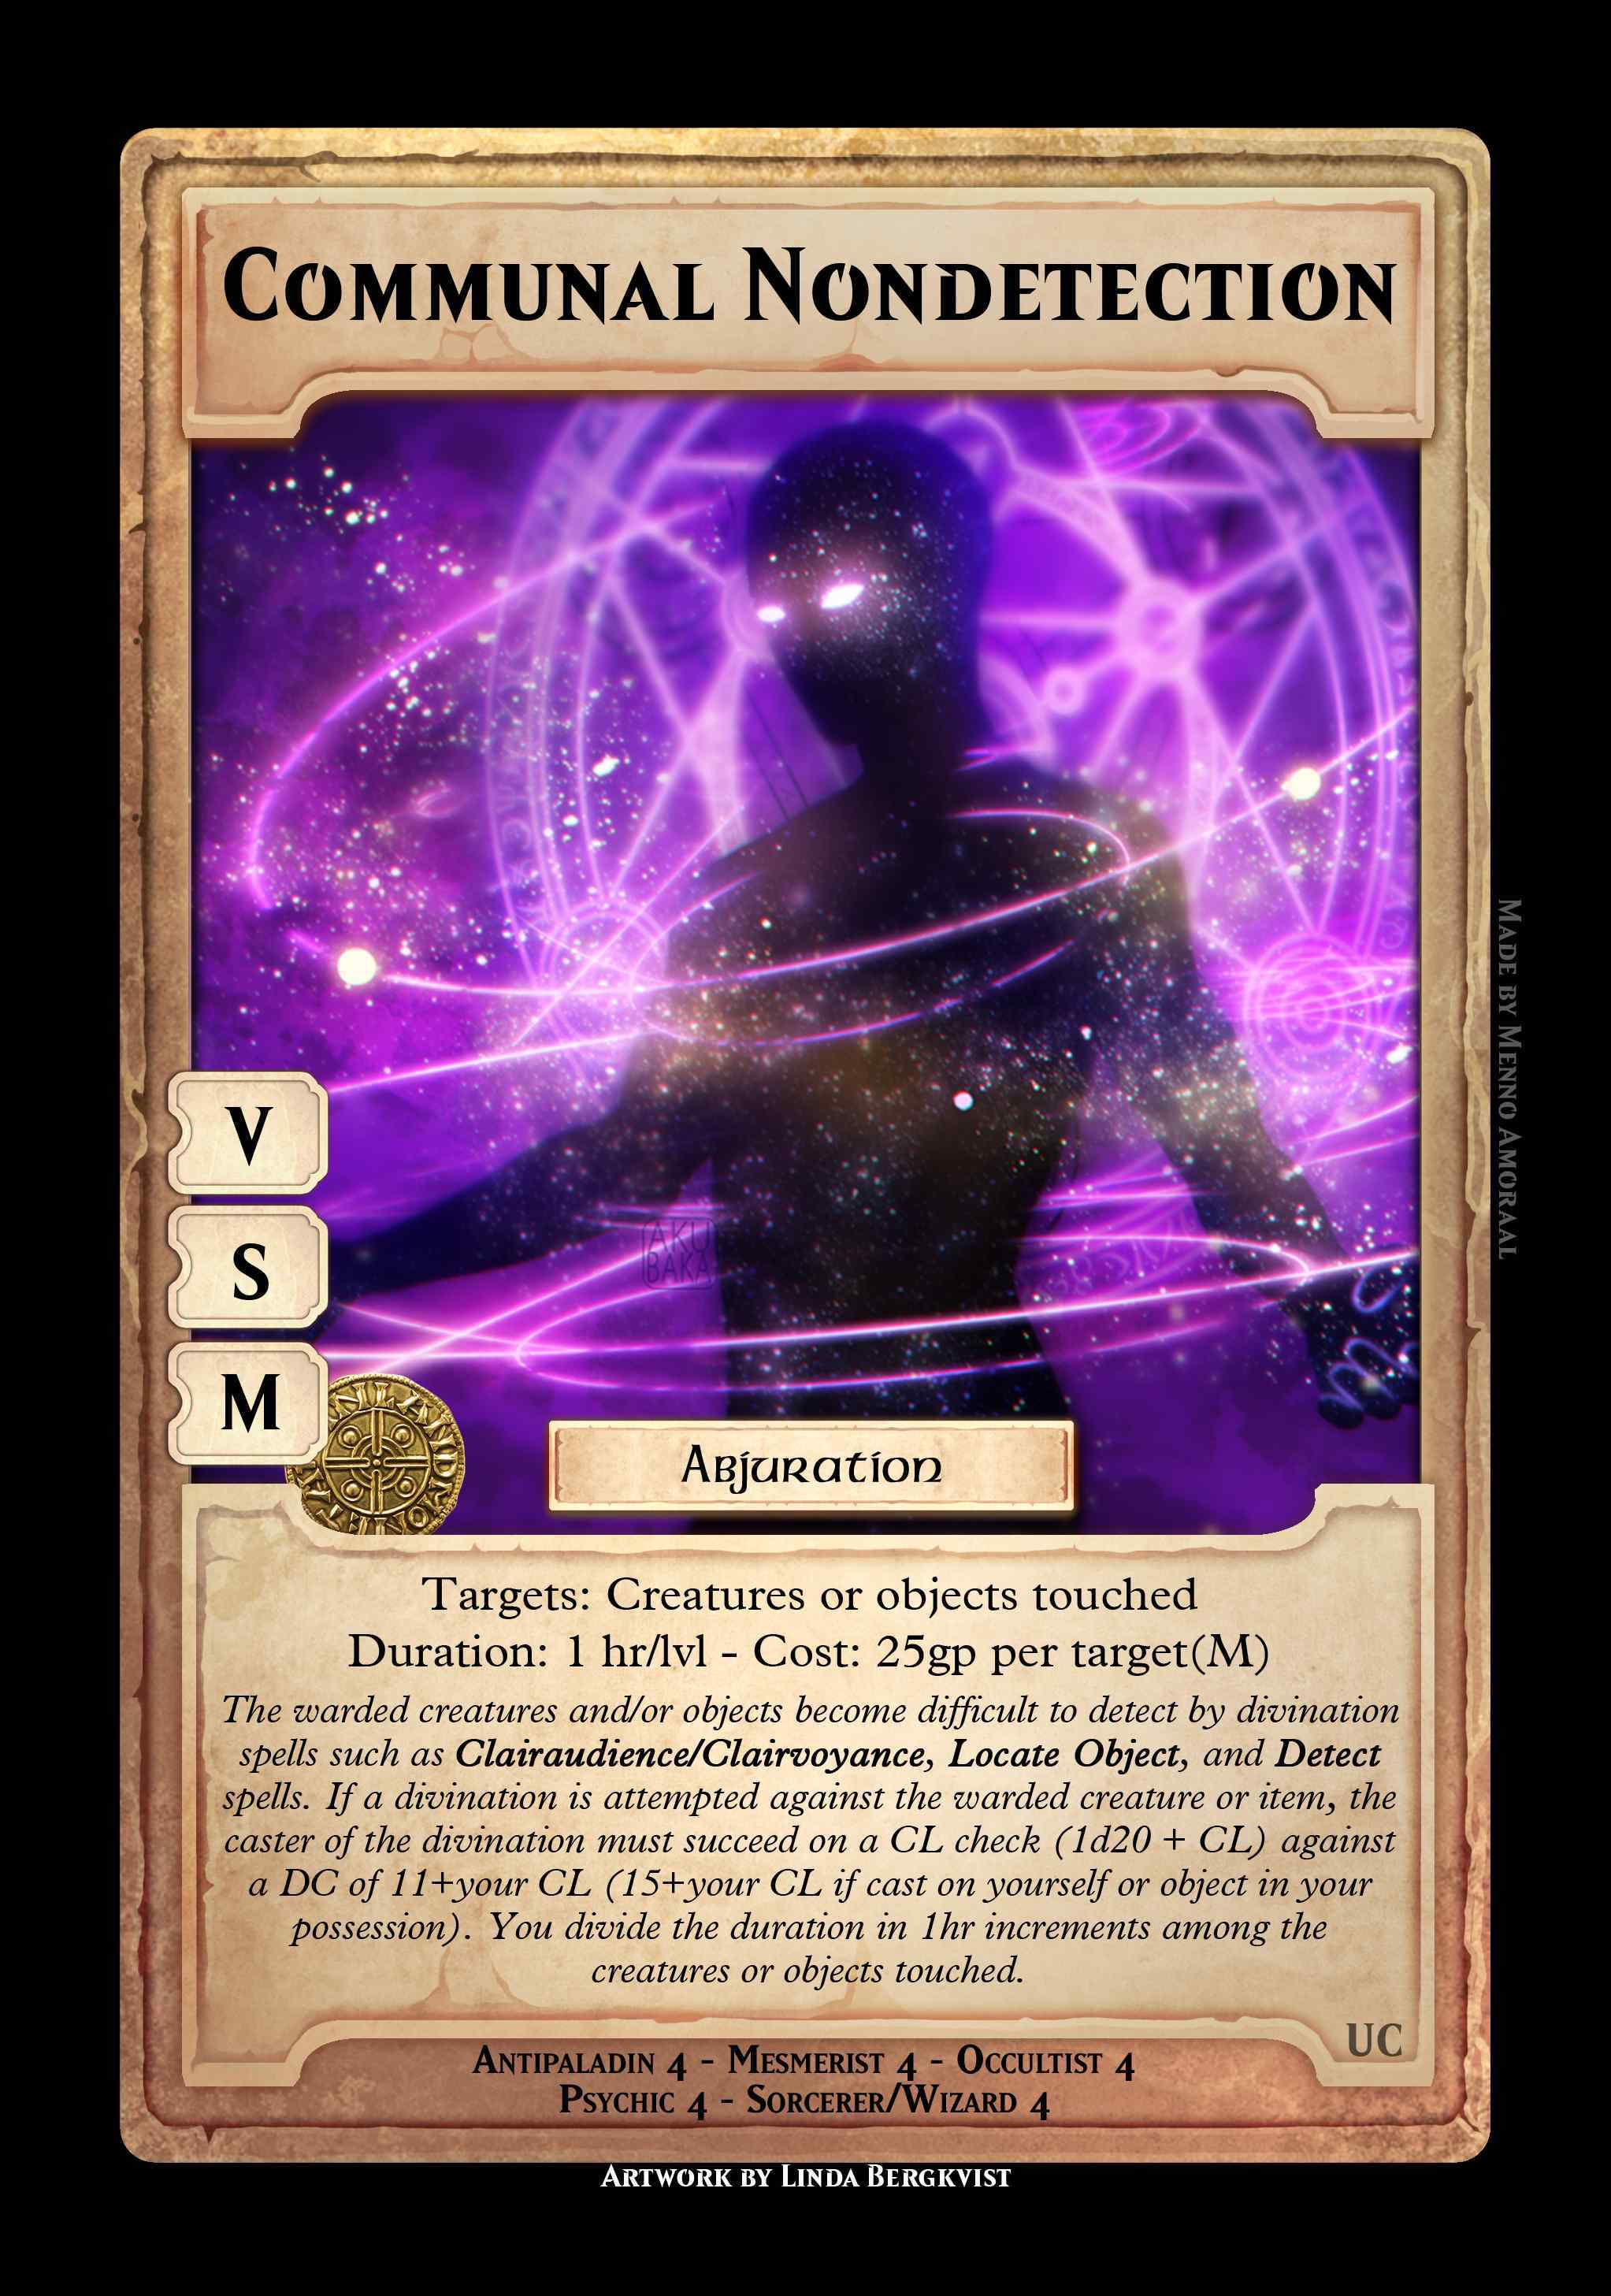 Communal Nondetection
V
S
M
AKU
BAKA
Abjuration
Targets: Creatures or objects touched
Duration: 1 hr/lvl - Cost: 25gp per target(M)
The warded creatures and/or objects become difficult to detect by divination
spells such as Clairaudience/Clairvoyance, Locate Object, and Detect
spells. If a divination is attempted against the warded creature or item, the
caster of the divination must succeed on a CL check (1d20 + CL) against
a DC of 11+your CL (15+your CL if cast on yourself or object in your
possession). You divide the duration in 1hr increments among the
creatures or objects touched.
UC
Antipaladin 4 - Mesmerist 4 - Occultist 4
Psychic 4 - Sorcerer/Wizard 4
Artwork by Linda Bergkvist
Made by Menno Amoraal